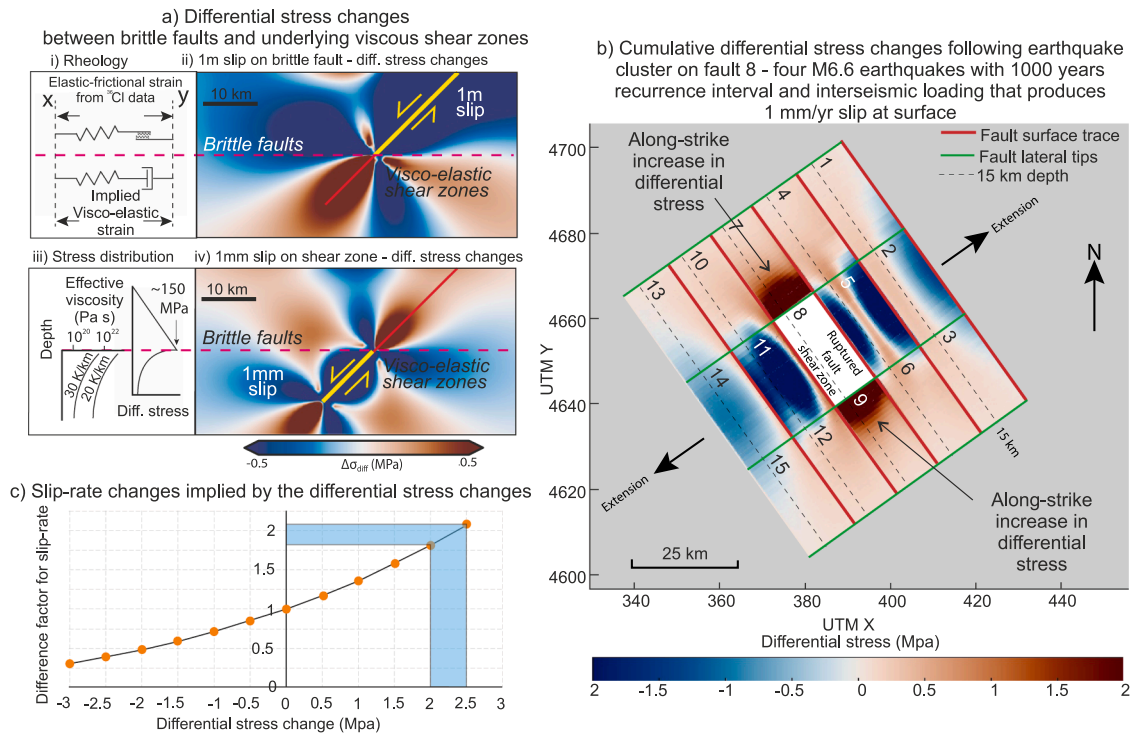 a) Differential stress changes
between brittle faults and underlying viscous shear zones
i) Rheology
ii) 1m slip on brittle fault - diff. stress changes
Elastic-frictional strain
from ³⁶Cl data
x
y
Implied
Visco-elastic
strain
10 km
1m
slip
Brittle faults
Visco-elastic
shear zones
iii) Stress distribution
iv) 1mm slip on shear zone - diff. stress changes
Effective
viscosity
(Pa s)
10²⁰ 10²²
Depth
30 K/km
20 K/km
~150
MPa
Diff. stress
10 km
Brittle faults
1mm
slip
Visco-elastic
shear zones
-0.5
Δσdiff (MPa)
0.5
c) Slip-rate changes implied by the differential stress changes
Difference factor for slip-rate
2
1.5
1
0.5
0
-3 -2.5 -2 -1.5 -1 -0.5 0 0.5 1 1.5 2 2.5 3
Differential stress change (Mpa)
b) Cumulative differential stress changes following earthquake
cluster on fault 8 - four M6.6 earthquakes with 1000 years
recurrence interval and interseismic loading that produces
1 mm/yr slip at surface
Along-strike
increase in
differential
stress
Fault surface trace
Fault lateral tips
15 km depth
Extension
N
1
4
7
10
13
2
5
8
11
14
3
6
9
12
15
Ruptured
fault
shear zone
15 km
Extension
Along-strike
increase in
differential
stress
25 km
UTM Y
4700
4680
4660
4640
4620
4600
340 360 380 400 420 440
UTM X
Differential stress (Mpa)
2 -1.5 -1 -0.5 0 0.5 1 1.5 2